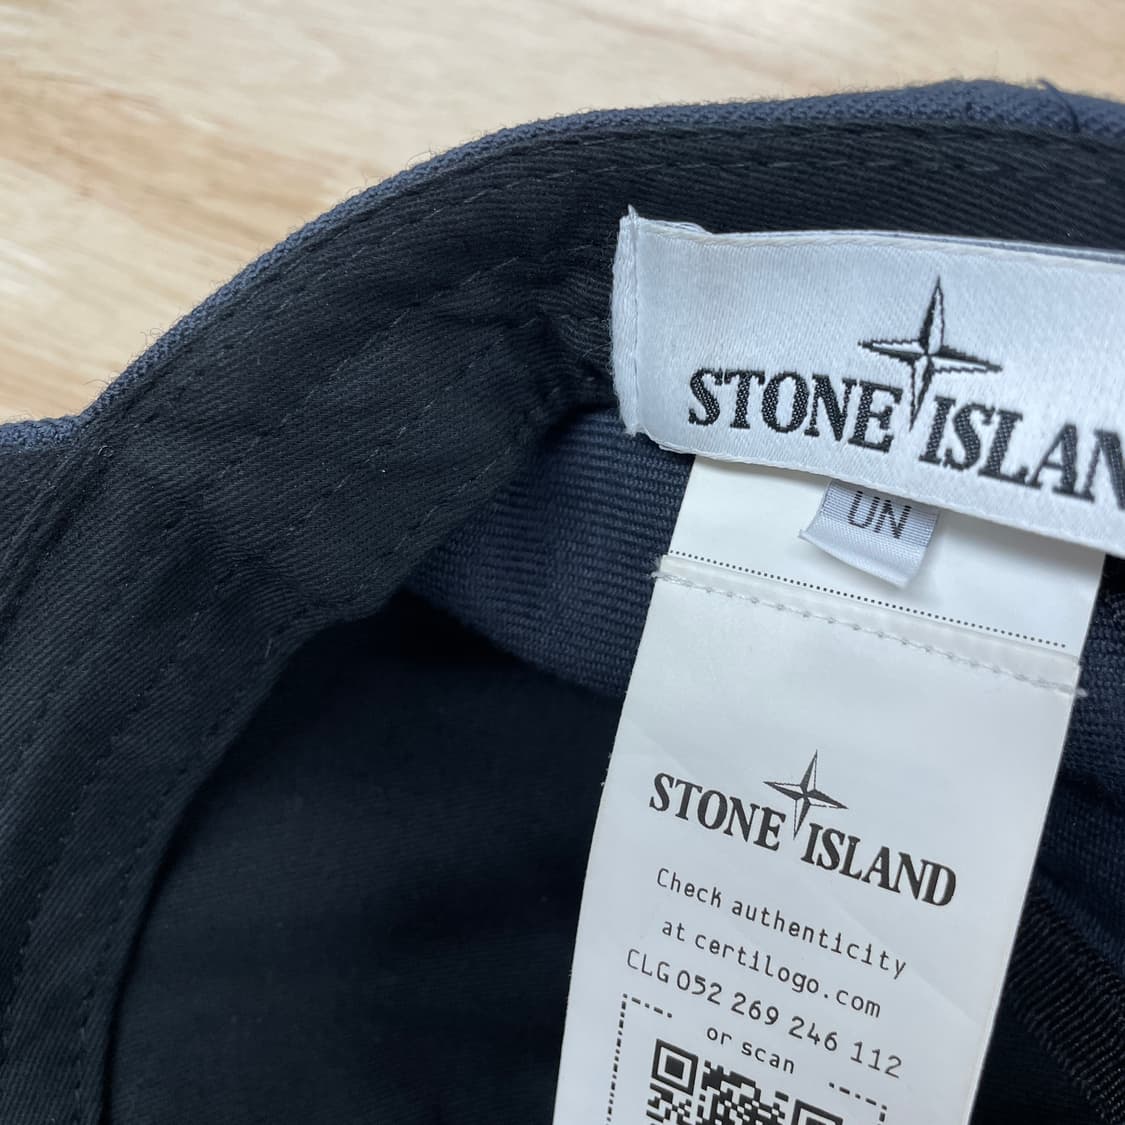 STONE ISLAN
UN
STONE ISLAND
Check authenticity
at certilogo.com
CLG 052 269 246 112
or scan